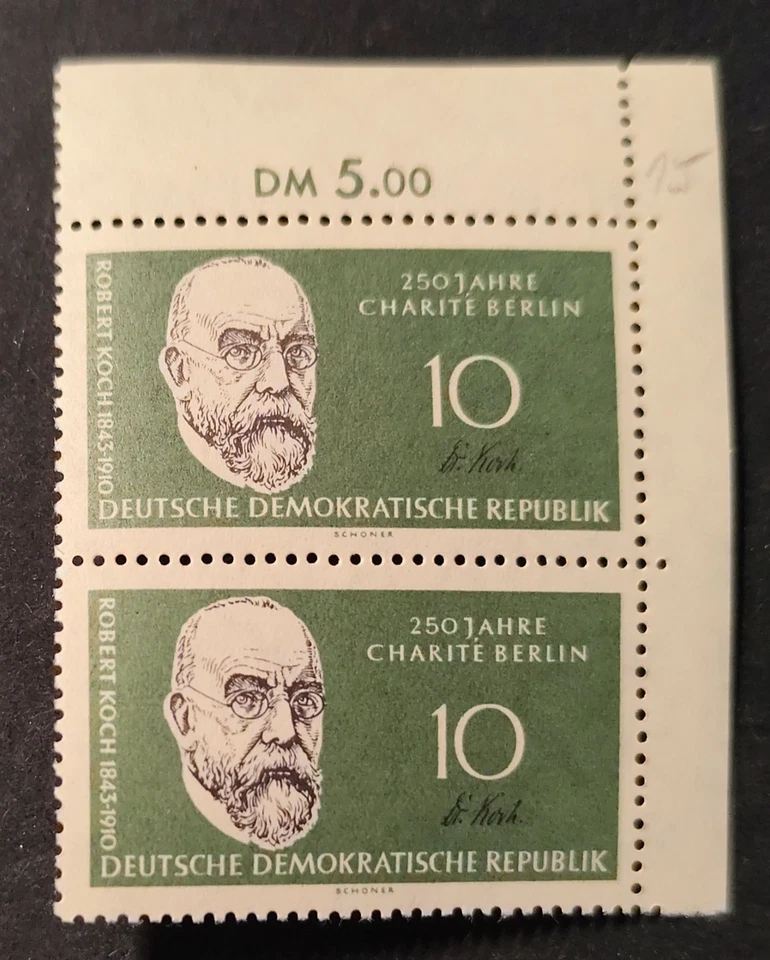 DM 5.00
15
ROBERT KOCH 1843-1910
250 JAHRE
CHARITÉ BERLIN
10
Dr. Koch.
DEUTSCHE DEMOKRATISCHE REPUBLIK
SCHONER
ROBERT KOCH 1843-1910
250 JAHRE
CHARITÉ BERLIN
10
Dr. Koch.
DEUTSCHE DEMOKRATISCHE REPUBLIK
SCHONER